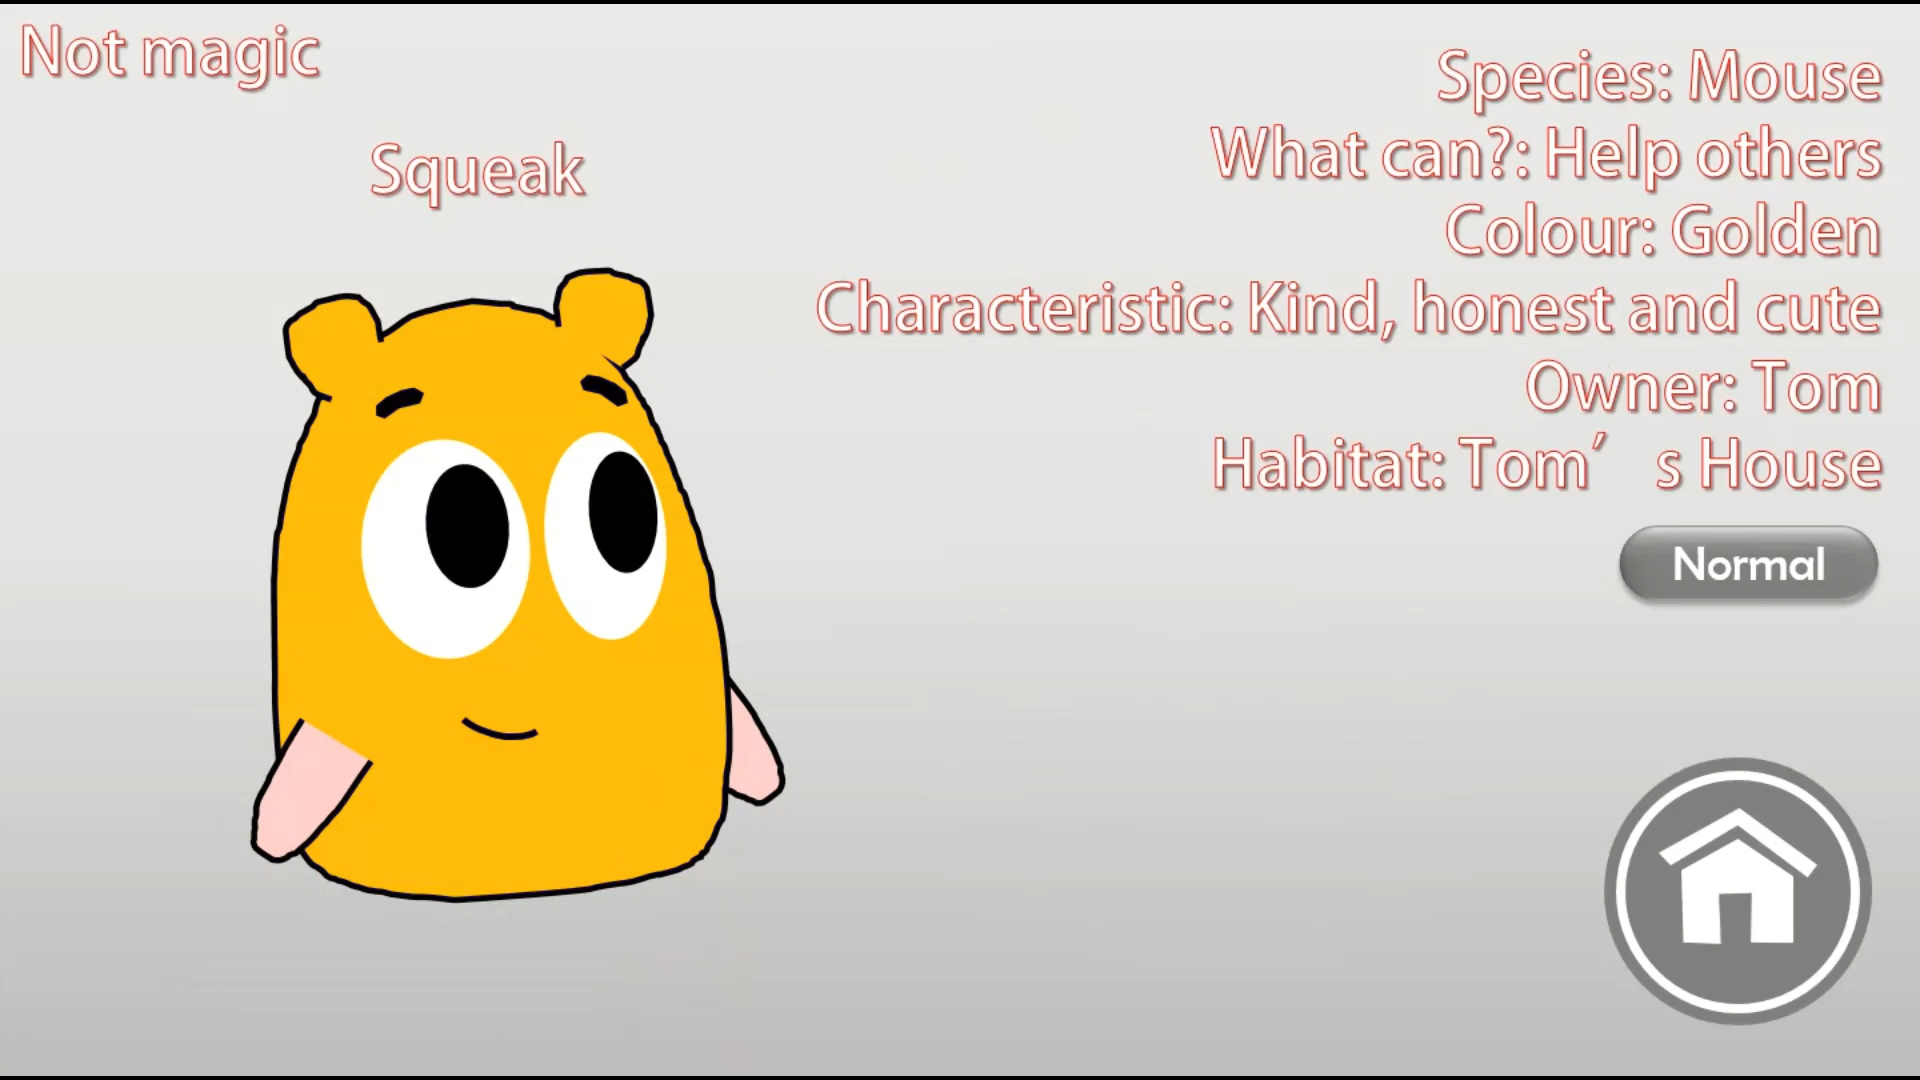 Not magic
Squeak
Species: Mouse
What can?: Help others
Colour: Golden
Characteristic: Kind, honest and cute
Owner: Tom
Habitat: Tom′ s House
Normal